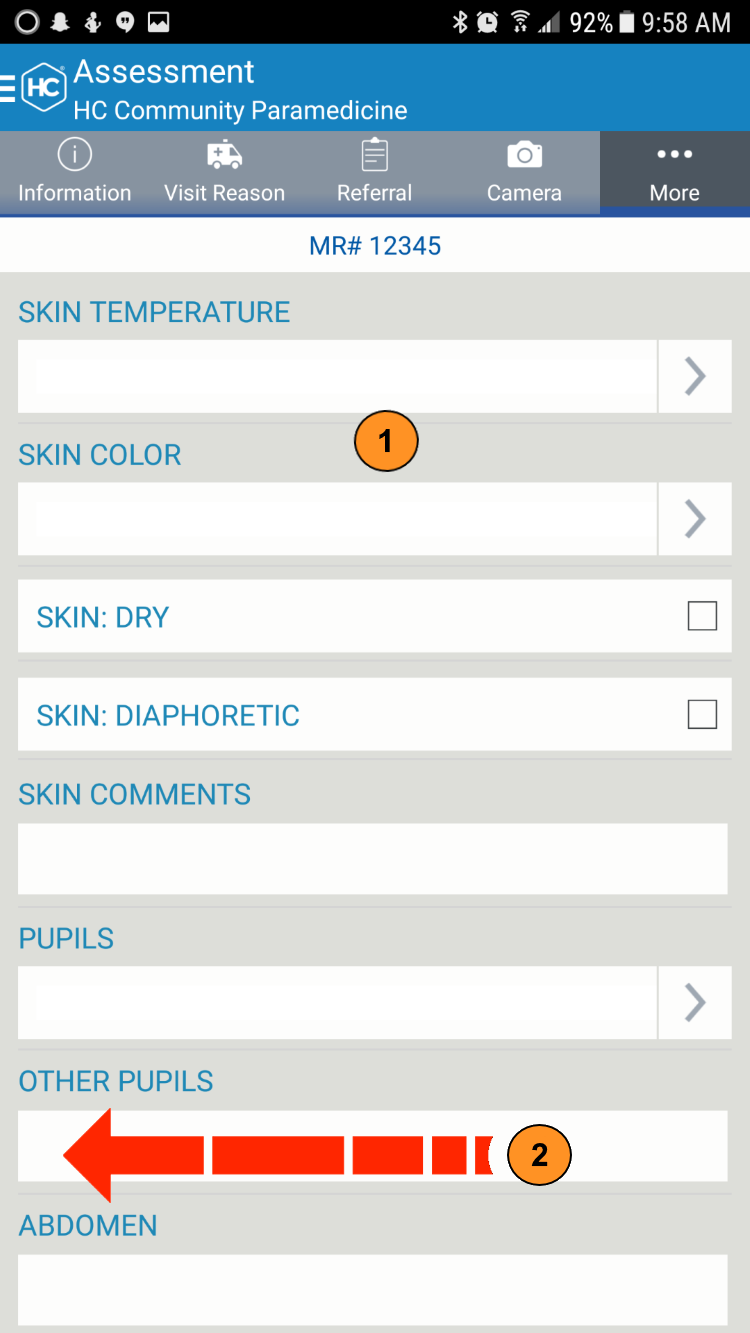 92% 9:58 AM
HC Assessment
HC Community Paramedicine
Information Visit Reason Referral Camera More
MR# 12345
SKIN TEMPERATURE
1
SKIN COLOR
SKIN: DRY
SKIN: DIAPHORETIC
SKIN COMMENTS
PUPILS
OTHER PUPILS
2
ABDOMEN